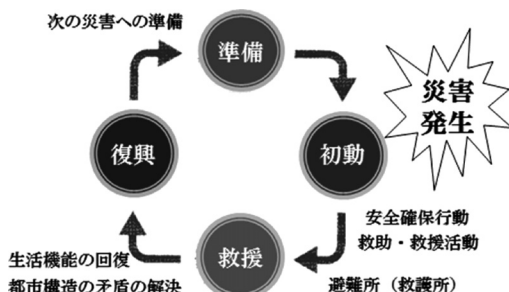 次の災害への準備
準備
災害
発生
復興
初動
安全確保行動
救助・救援活動
救援
生活機能の回復
都市構造の矛盾の解決
避難所（救護所）